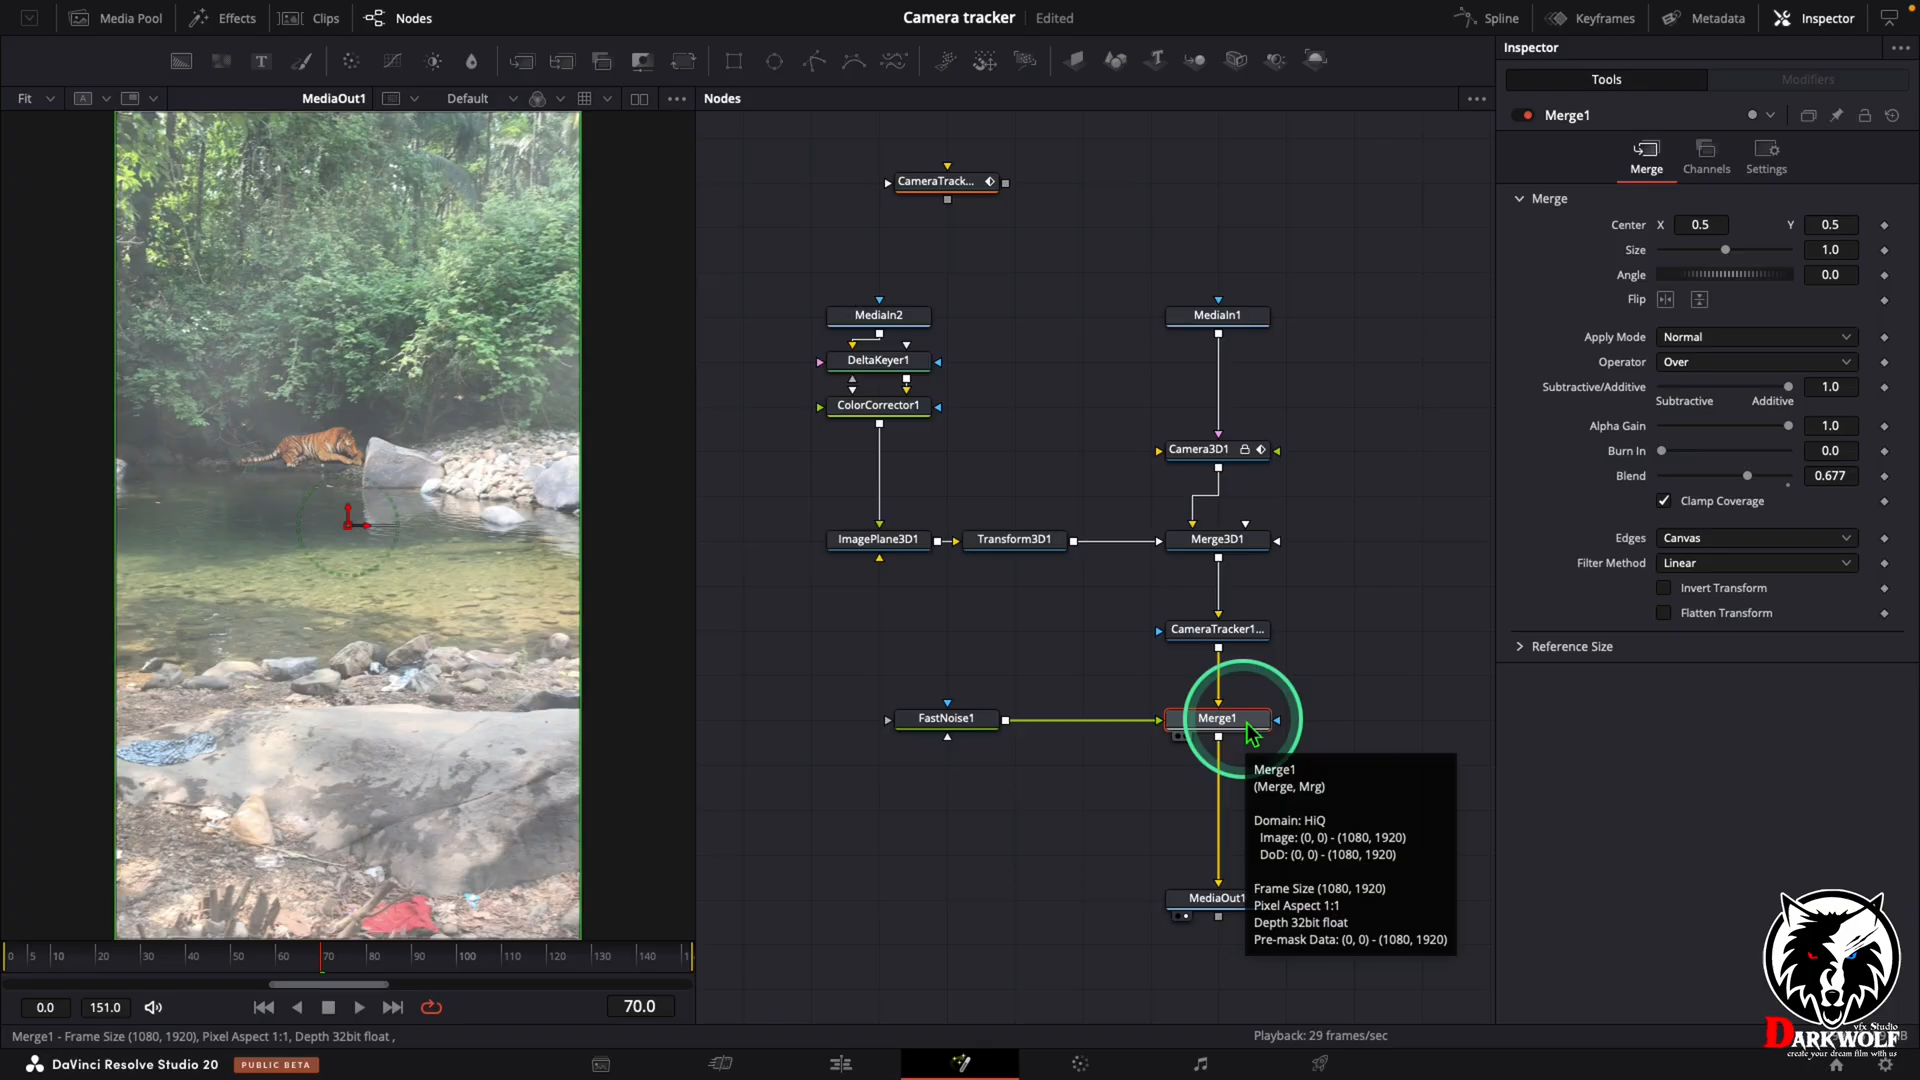 Media Pool
Effects
Clips
Nodes
Camera tracker
Edited
Spline
Keyframes
Metadata
Inspector
Inspector
Fit
MediaOut1
Default
Nodes
Tools
Modifiers
Merge1
Merge
Channels
Settings
Merge
Center X 0.5 Y 0.5
Size 1.0
Angle 0.0
Flip
Apply Mode Normal
Operator Over
Subtractive/Additive 1.0
Subtractive Additive
Alpha Gain 1.0
Burn In 0.0
Blend 0.677
Clamp Coverage
Edges Canvas
Filter Method Linear
Invert Transform
Flatten Transform
Reference Size
CameraTrack...
MediaIn2
MediaIn1
DeltaKeyer1
ColorCorrector1
Camera3D1
ImagePlane3D1
Transform3D1
Merge3D1
CameraTracker1...
FastNoise1
Merge1
MediaOut1
Merge1
(Merge, Mrg)
Domain: HiQ
Image: (0, 0) - (1080, 1920)
DoD: (0, 0) - (1080, 1920)
Frame Size (1080, 1920)
Pixel Aspect 1:1
Depth 32bit float
Pre-mask Data: (0, 0) - (1080, 1920)
0 5 10 20 30 40 50 60 70 80 90 100 110 120 130 140 1
0.0
151.0
70.0
Merge1 - Frame Size (1080, 1920), Pixel Aspect 1:1, Depth 32bit float ,
Playback: 29 frames/sec
DaVinci Resolve Studio 20
PUBLIC BETA
vfx Studio
DARKWOLF
create your dream film with us